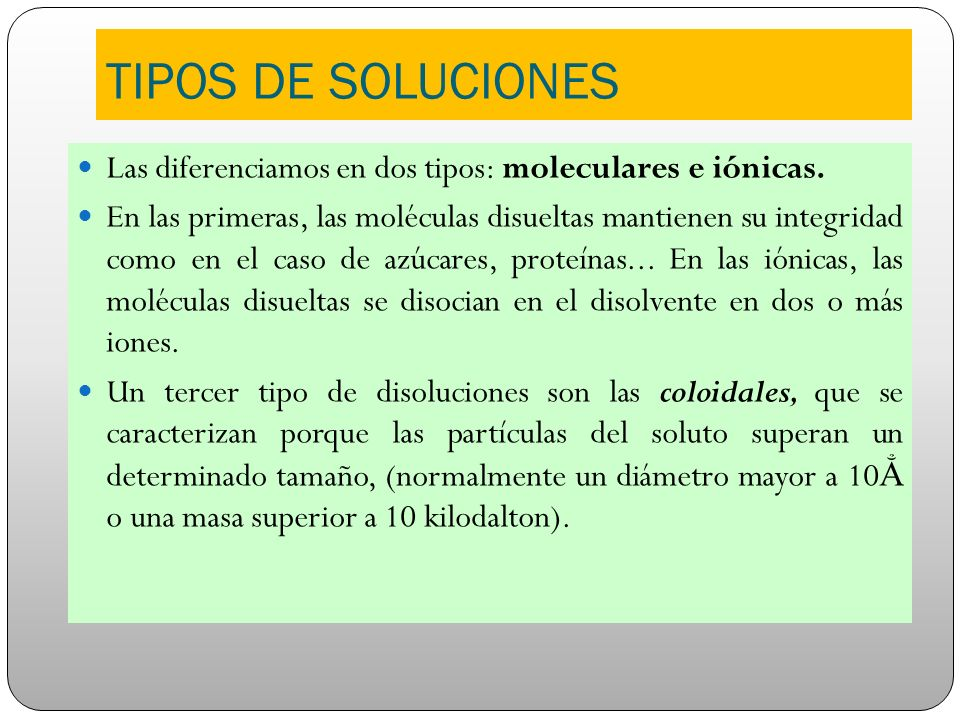 TIPOS DE SOLUCIONES
Las diferenciamos en dos tipos: moleculares e iónicas.
En las primeras, las moléculas disueltas mantienen su integridad
como en el caso de azúcares, proteínas... En las iónicas, las
moléculas disueltas se disocian en el disolvente en dos o más
iones.
Un tercer tipo de disoluciones son las coloidales, que se
caracterizan porque las partículas del soluto superan un
determinado tamaño, (normalmente un diámetro mayor a 10Å
o una masa superior a 10 kilodalton).